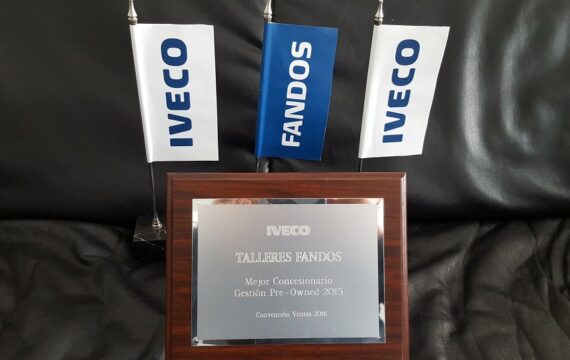 IVECO
FANDOS
IVECO
IVECO
TALLERES FANDOS
Mejor Concesionario
Gestión Pre-Owned 2015
Convención Ventas 2016